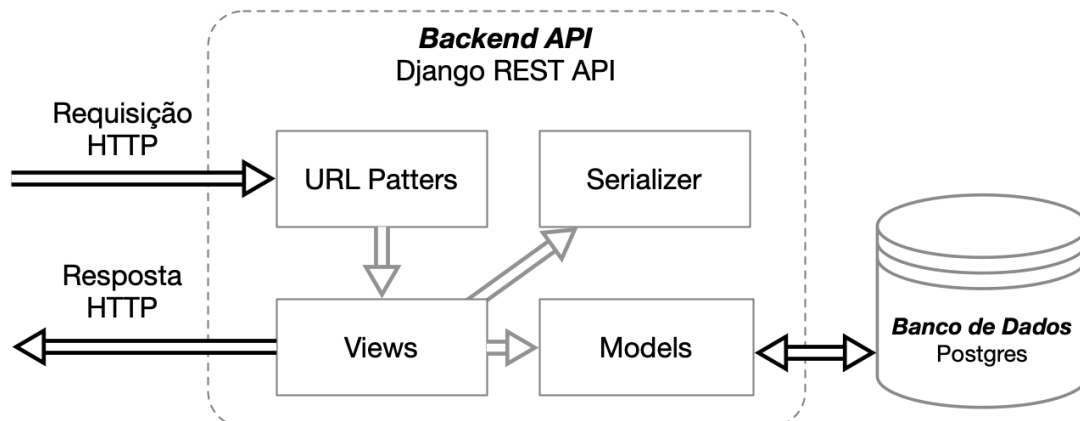 Backend API
Django REST API
Requisição
HTTP
URL Patters
Serializer
Resposta
HTTP
Views
Models
Banco de Dados
Postgres